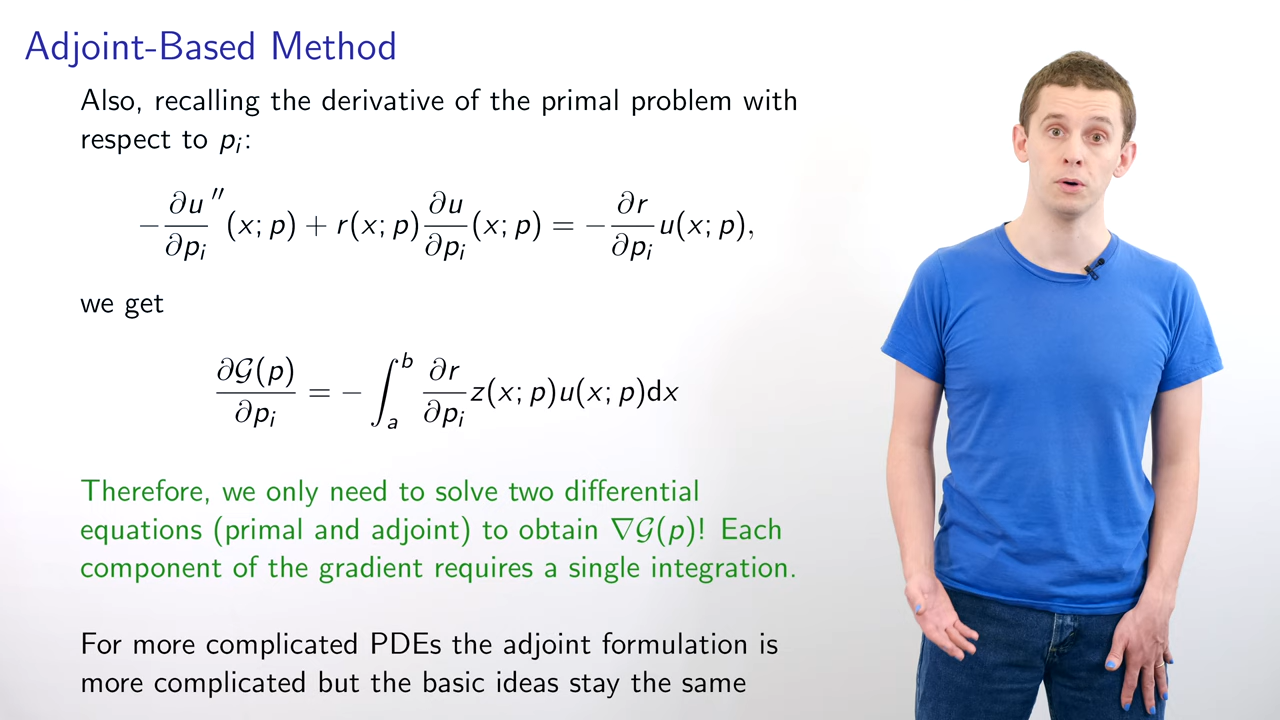 Adjoint-Based Method
Also, recalling the derivative of the primal problem with
respect to pᵢ:
−∂u/∂pᵢ ″(x; p) + r(x; p) ∂u/∂pᵢ (x; p) = −∂r/∂pᵢ u(x; p),
we get
∂𝒢(p)/∂pᵢ = − ∫ₐᵇ ∂r/∂pᵢ z(x; p)u(x; p)dx
Therefore, we only need to solve two differential
equations (primal and adjoint) to obtain ∇𝒢(p)! Each
component of the gradient requires a single integration.
For more complicated PDEs the adjoint formulation is
more complicated but the basic ideas stay the same